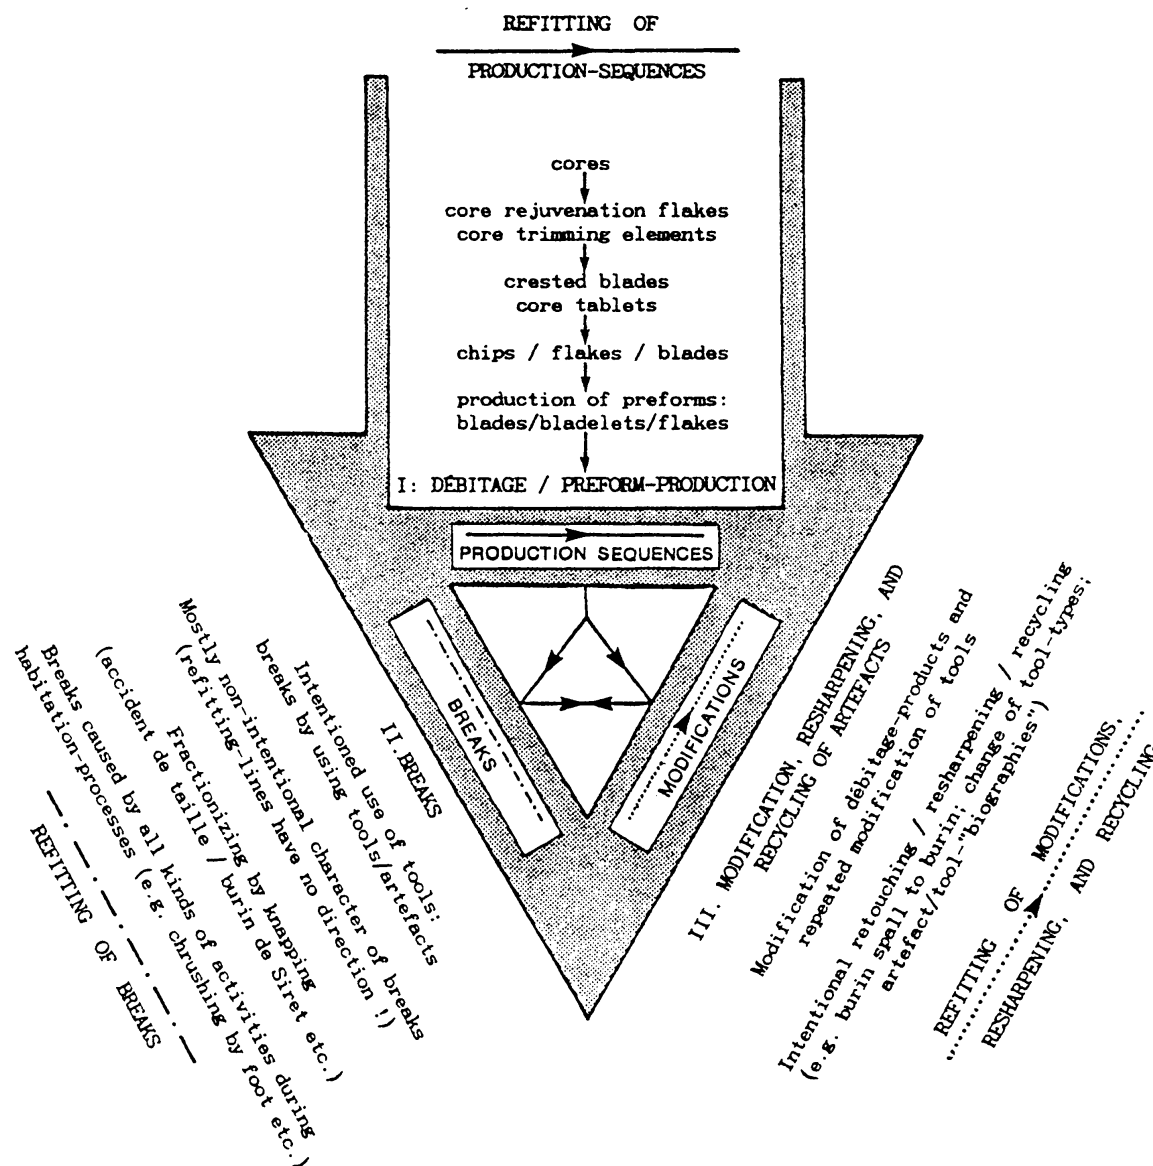 REFITTING OF
PRODUCTION-SEQUENCES
cores
core rejuvenation flakes
core trimming elements
crested blades
core tablets
chips / flakes / blades
production of preforms:
blades/bladelets/flakes
I: DÉBITAGE / PREFORM-PRODUCTION
PRODUCTION SEQUENCES
BREAKS
MODIFICATIONS
II.BREAKS
Intentioned use of tools:
breaks by using tools/artefacts
Mostly non-intentional character of breaks
(refitting-lines have no direction !)
Fractionizing by knapping
(accident de taille / burin de Siret etc.)
Breaks caused by all kinds of activities during
habitation-processes (e.g. chrushing by foot etc.)
REFITTING OF BREAKS
III. MODIFICATION, RESHARPENING, AND
RECYCLING OF ARTEFACTS
Modification of débitage-products and
repeated modification of tools
Intentional retouching / resharpening / recycling
(e.g. burin spall to burin; change of tool-types;
artefact/tool-"biographies")
REFITTING OF MODIFICATIONS,
RESHARPENING, AND RECYCLING